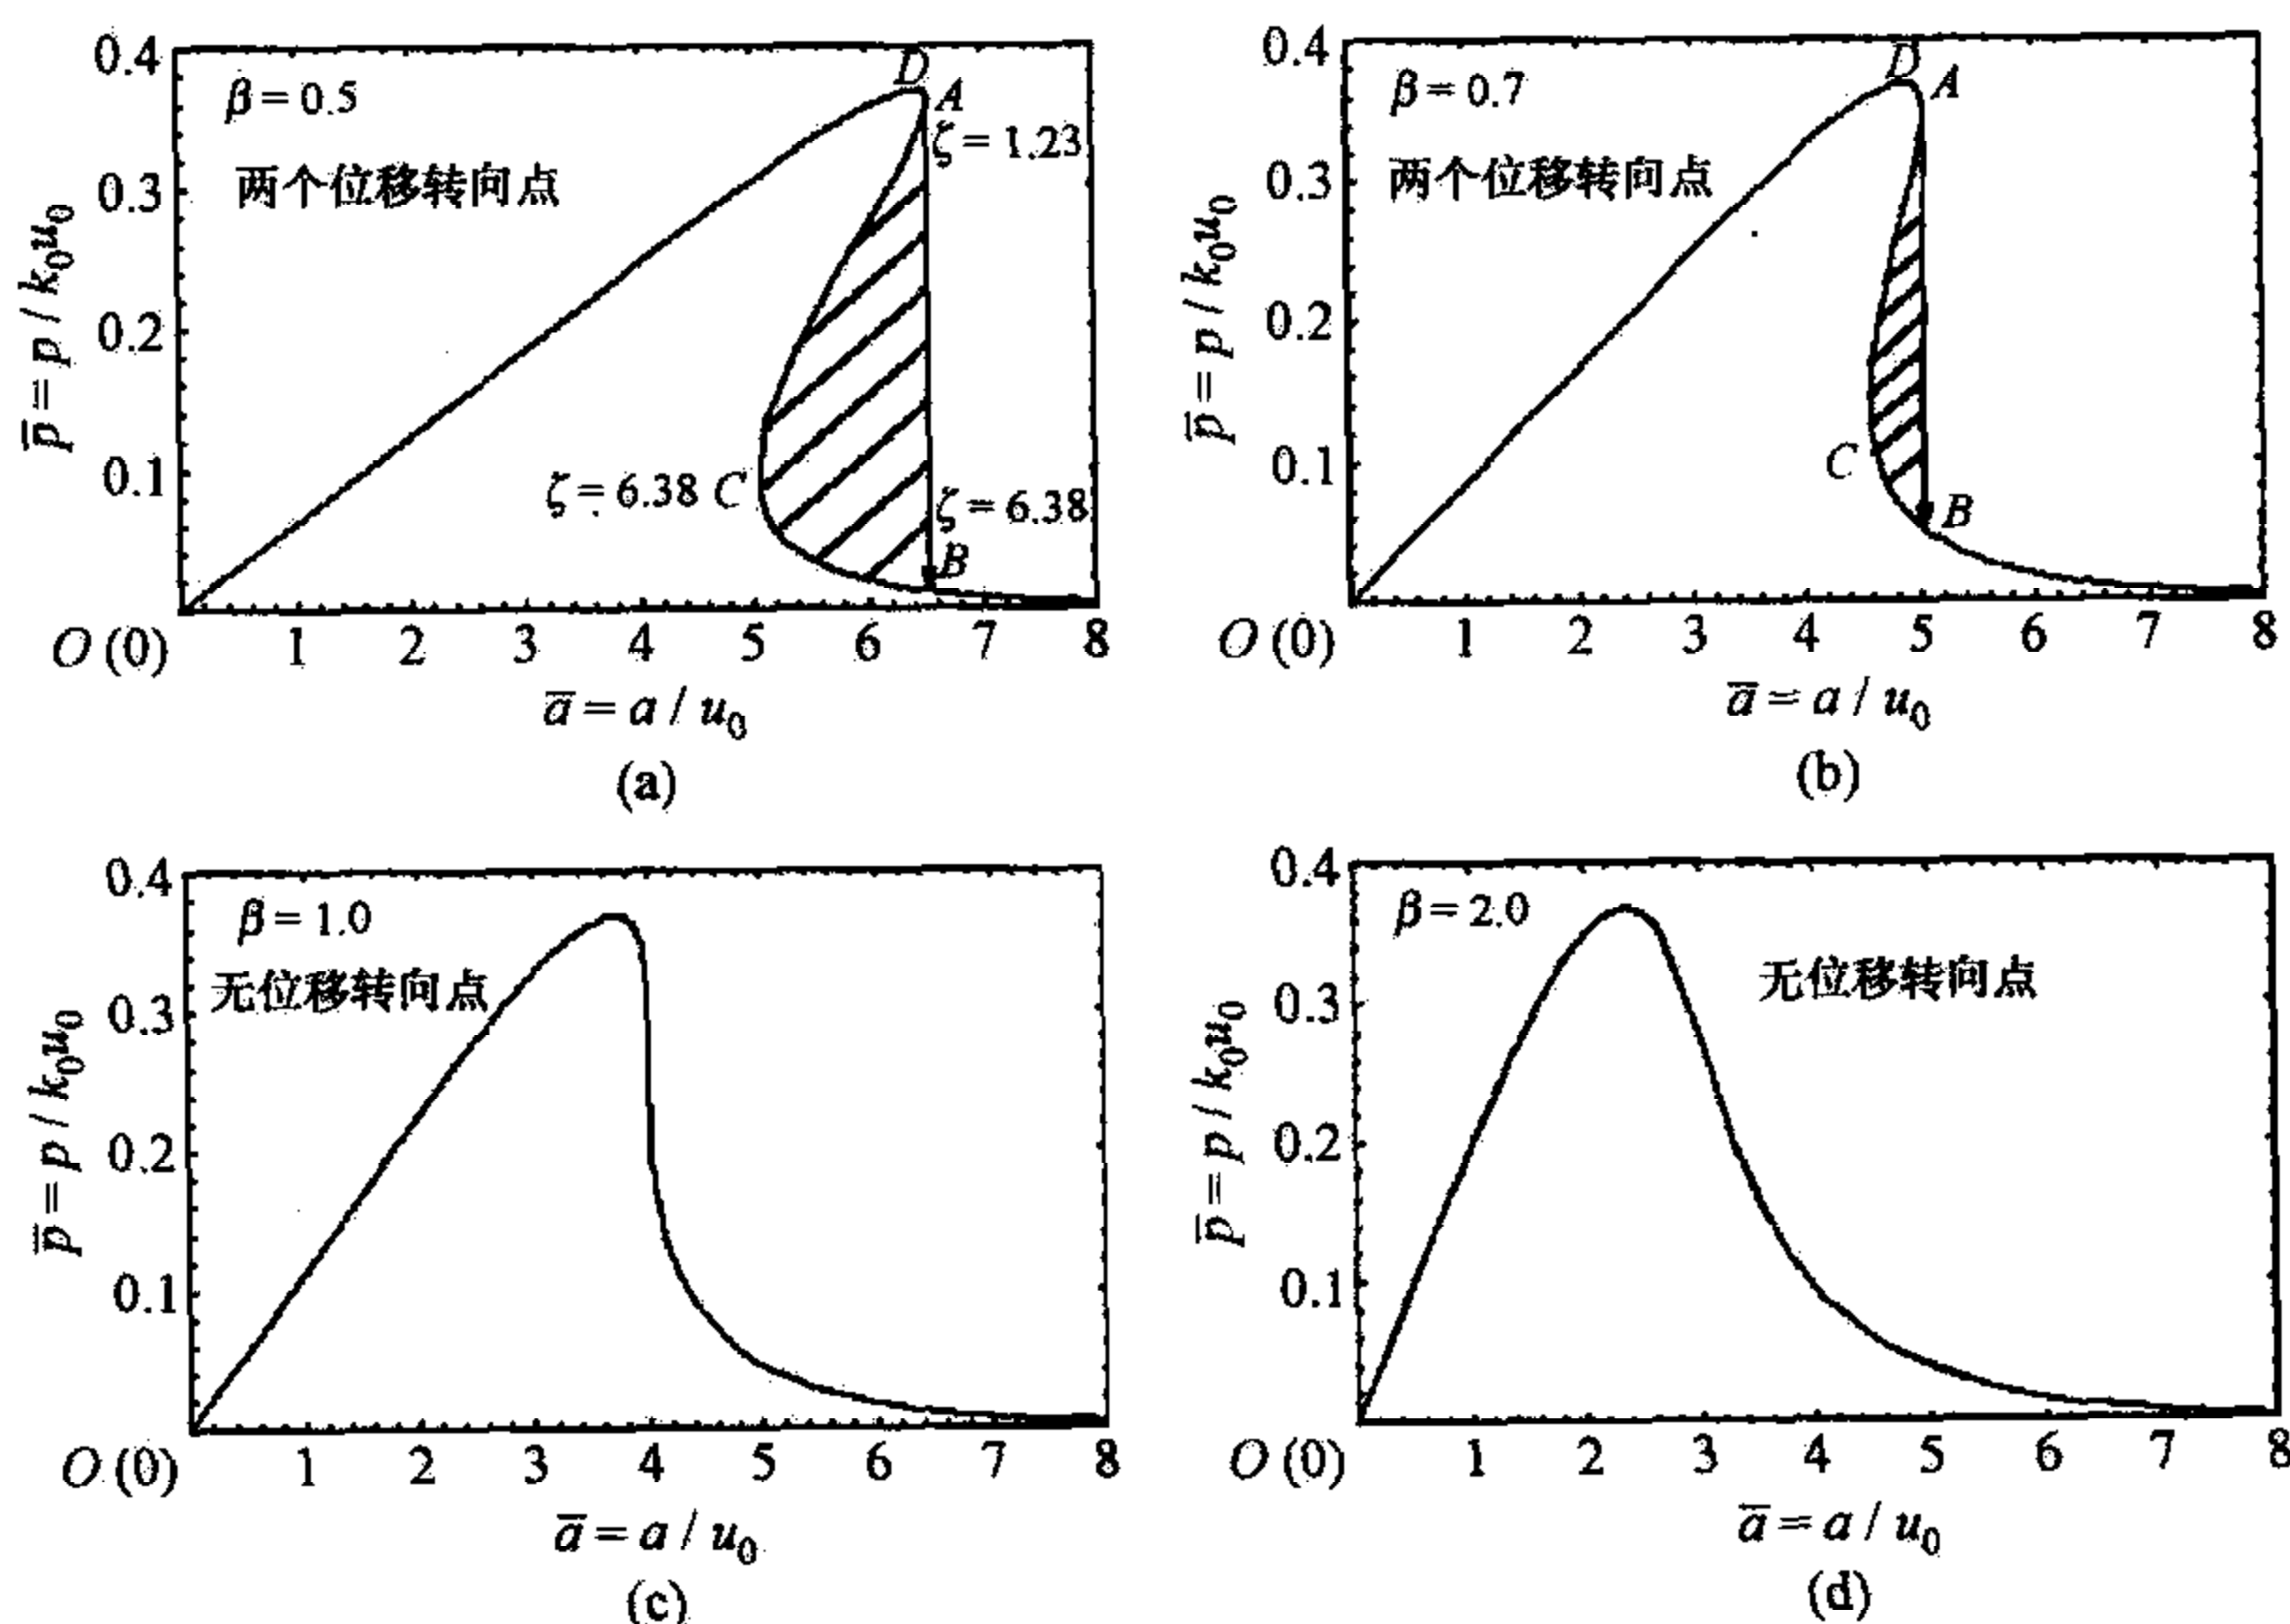 0.4
0.3
0.2
0.1
p̄ = p / k₀u₀
β = 0.5
两个位移转向点
D
A
ζ = 1.23
ζ = 6.38 C
ζ = 6.38
B
O (0) 1 2 3 4 5 6 7 8
ā = a / u₀
(a)
0.4
0.3
0.2
0.1
p̄ = p / k₀u₀
β = 0.7
两个位移转向点
D
A
C
B
O (0) 1 2 3 4 5 6 7 8
ā = a / u₀
(b)
0.4
0.3
0.2
0.1
p̄ = p / k₀u₀
β = 1.0
无位移转向点
O (0) 1 2 3 4 5 6 7 8
ā = a / u₀
(c)
0.4
0.3
0.2
0.1
p̄ = p / k₀u₀
β = 2.0
无位移转向点
O (0) 1 2 3 4 5 6 7 8
ā = a / u₀
(d)